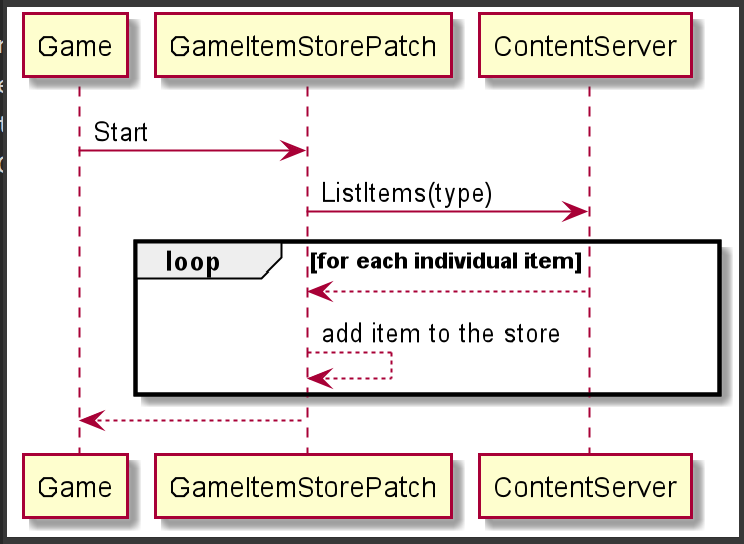 Game GameItemStorePatch ContentServer
Start
ListItems(type)
loop [for each individual item]
add item to the store
Game GameItemStorePatch ContentServer